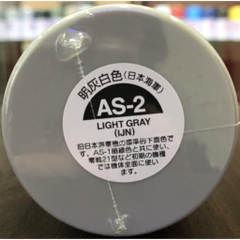 明灰白色(日本海軍)
AS-2
LIGHT GRAY
(IJN)
旧日本海軍機の標準的下面色で
す。AS-1暗緑色と共に使い、
零戦21型など初期の機種
では機体全面に使い
ます。